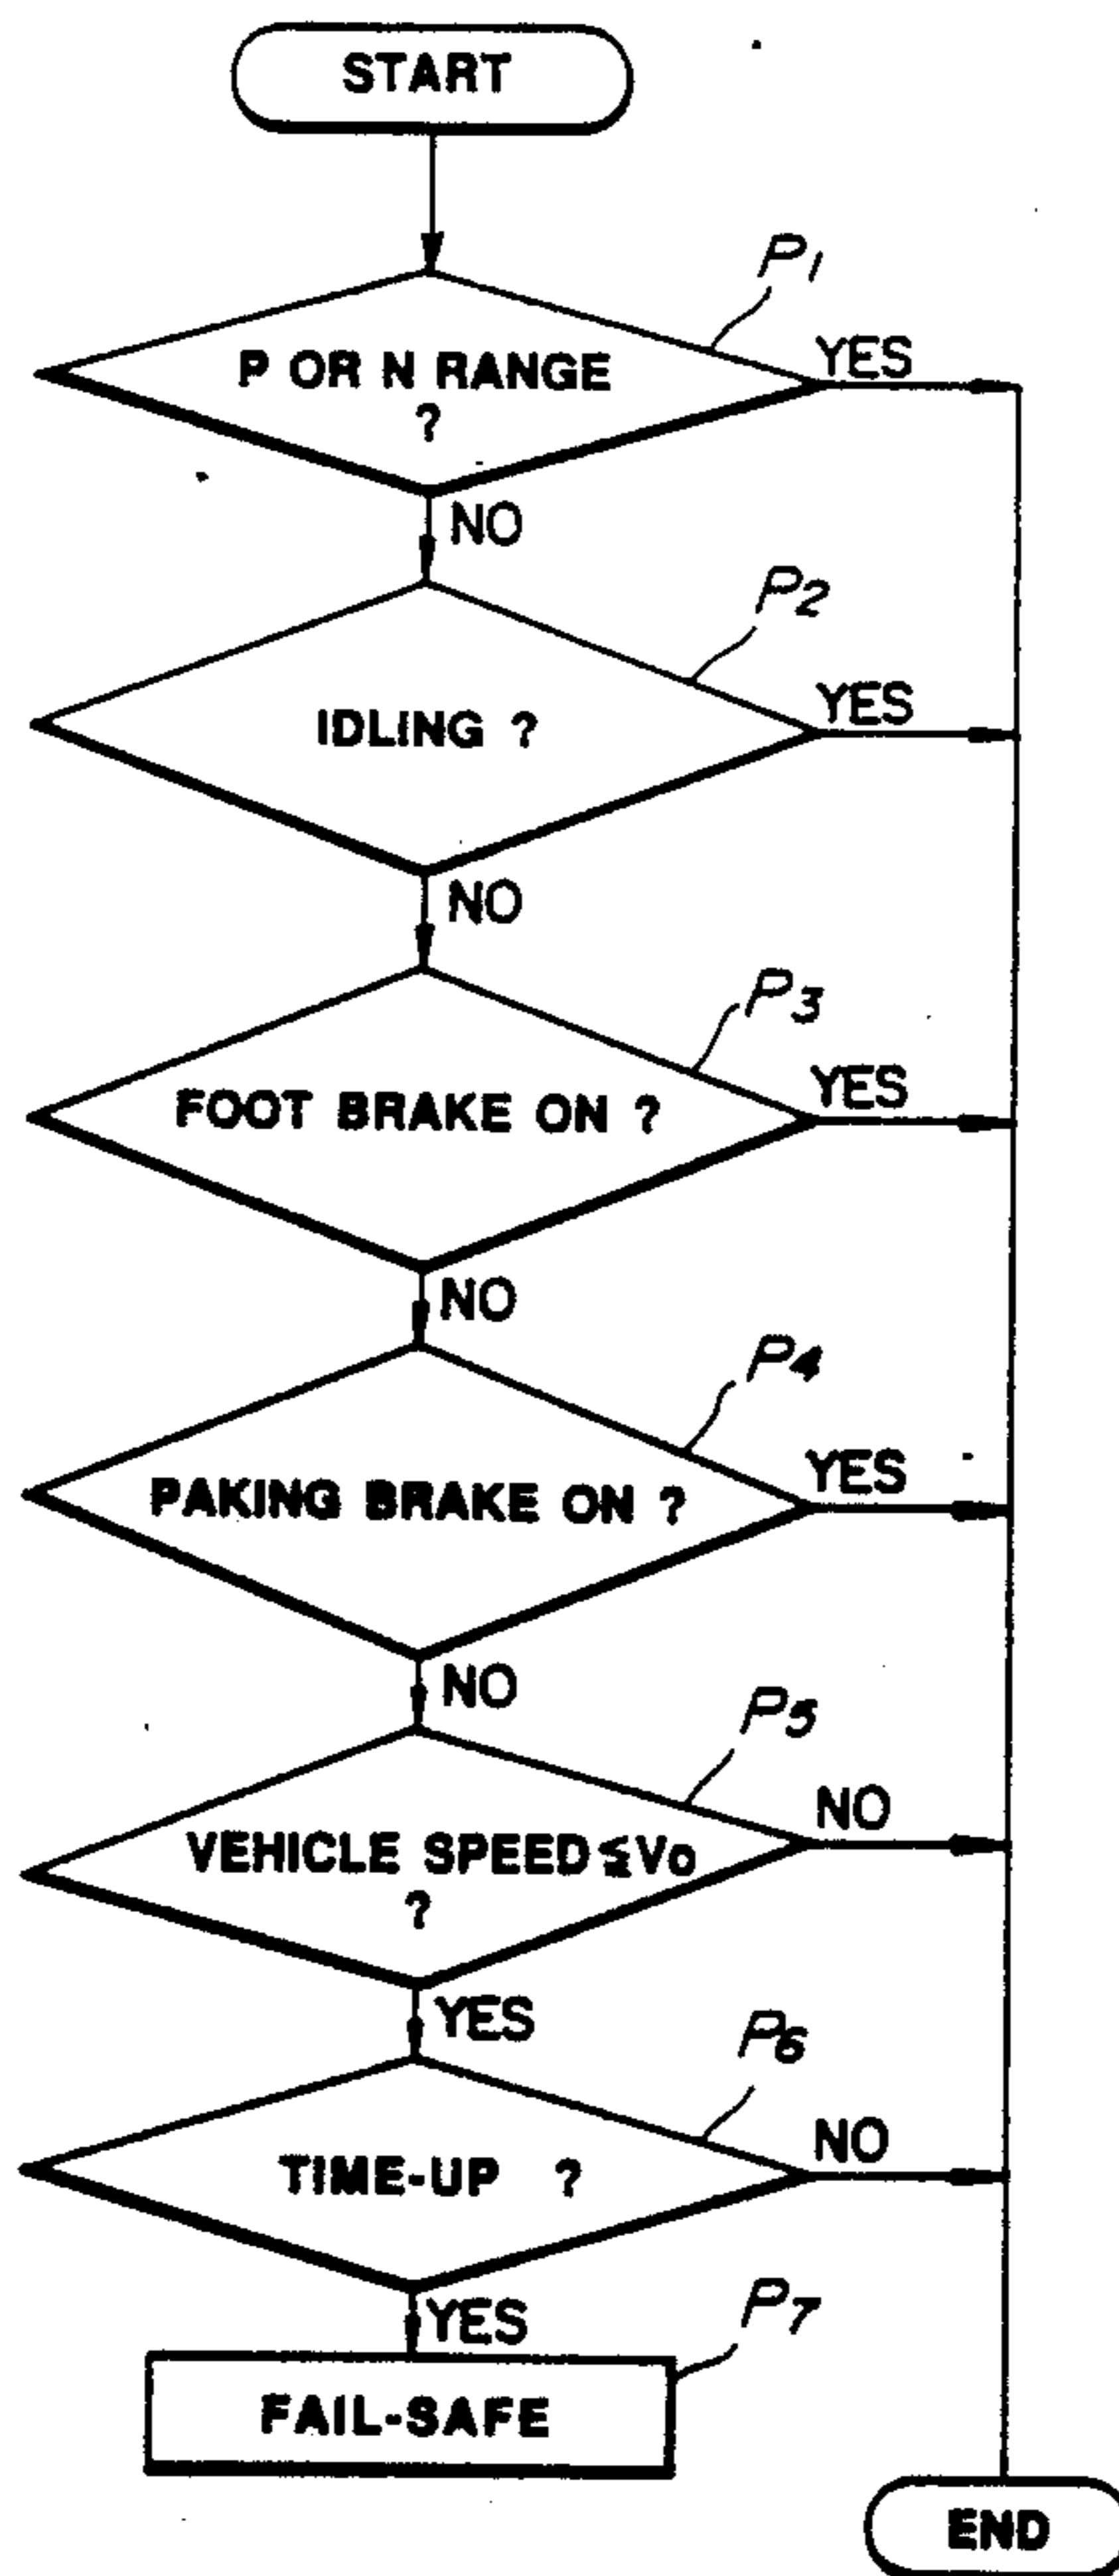 START
P1
P OR N RANGE
?
YES
NO
P2
IDLING ?
YES
NO
P3
FOOT BRAKE ON ?
YES
NO
P4
PAKING BRAKE ON ?
YES
NO
P5
VEHICLE SPEED≦Vo
?
NO
YES
P6
TIME-UP ?
NO
YES
P7
FAIL-SAFE
END